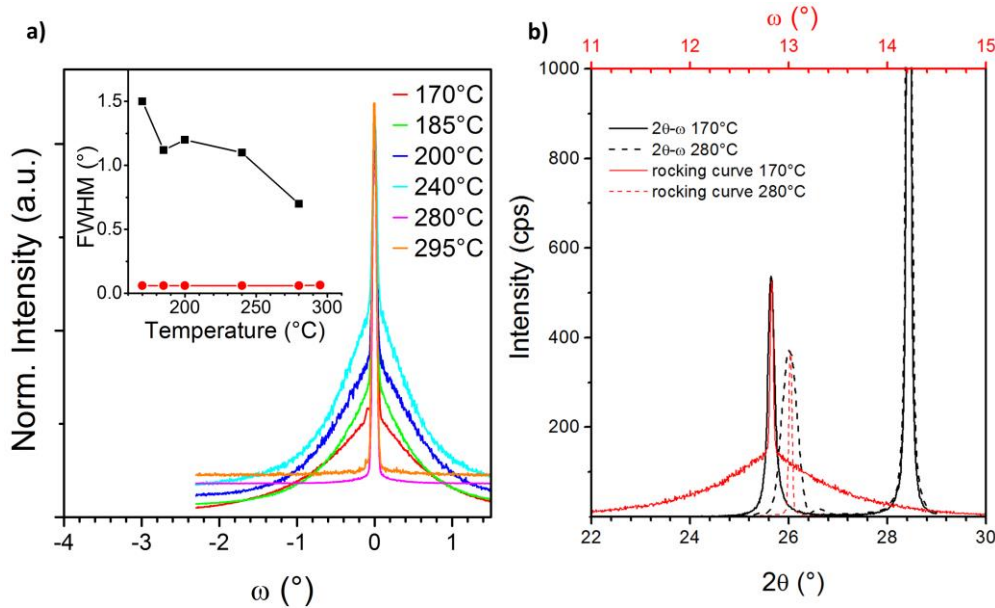 a)
Norm. Intensity (a.u.)
ω (°)
-4 -3 -2 -1 0 1
170°C
185°C
200°C
240°C
280°C
295°C
FWHM (°)
1.5
1.0
0.5
0.0
200 250 300
Temperature (°C)
b)
ω (°)
11 12 13 14 15
Intensity (cps)
1000
800
600
400
200
0
2θ-ω 170°C
2θ-ω 280°C
rocking curve 170°C
rocking curve 280°C
22 24 26 28 30
2θ (°)